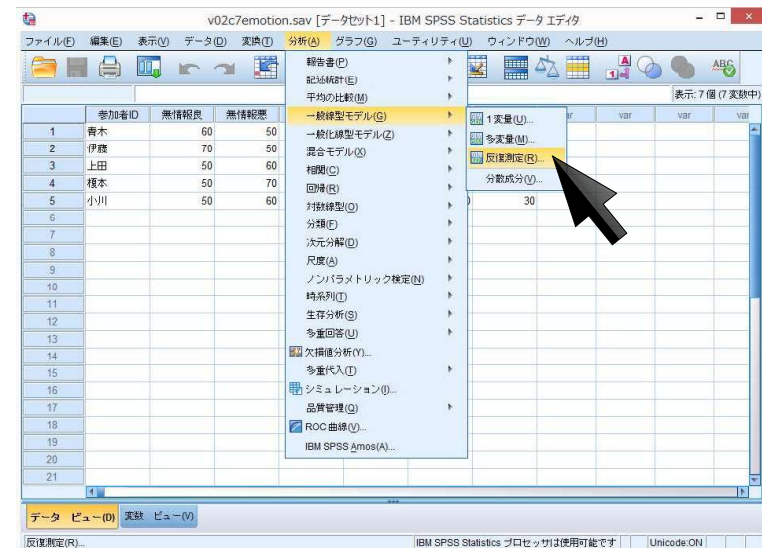 v02c7emotion.sav [データセット1] - IBM SPSS Statistics データ エディタ
ファイル(F) 編集(E) 表示(V) データ(D) 変換(T) 分析(A) グラフ(G) ユーティリティ(U) ウィンドウ(W) ヘルプ(H)
表示: 7 個 (7 変数中)
参加者ID 無情報良 無情報悪 var var var
1 青木 60 50
2 伊藤 70 50
3 上田 50 60
4 榎本 50 70
5 小川 50 60 30
6
7
8
9
10
11
12
13
14
15
16
17
18
19
20
21
報告書(P)
記述統計(E)
平均の比較(M)
一般線型モデル(G)
一般化線型モデル(Z)
混合モデル(X)
相関(C)
回帰(R)
対数線型(O)
分類(F)
次元分解(D)
尺度(A)
ノンパラメトリック検定(N)
時系列(T)
生存分析(S)
多重回答(U)
欠損値分析(Y)...
多重代入(T)
シミュレーション(I)...
品質管理(Q)
ROC 曲線(V)...
IBM SPSS Amos(A)...
1 変量(U)...
多変量(M)...
反復測定(R)...
分散成分(V)...
データ ビュー(D) 変数 ビュー(V)
反復測定(R)... IBM SPSS Statistics プロセッサは使用可能です Unicode:ON